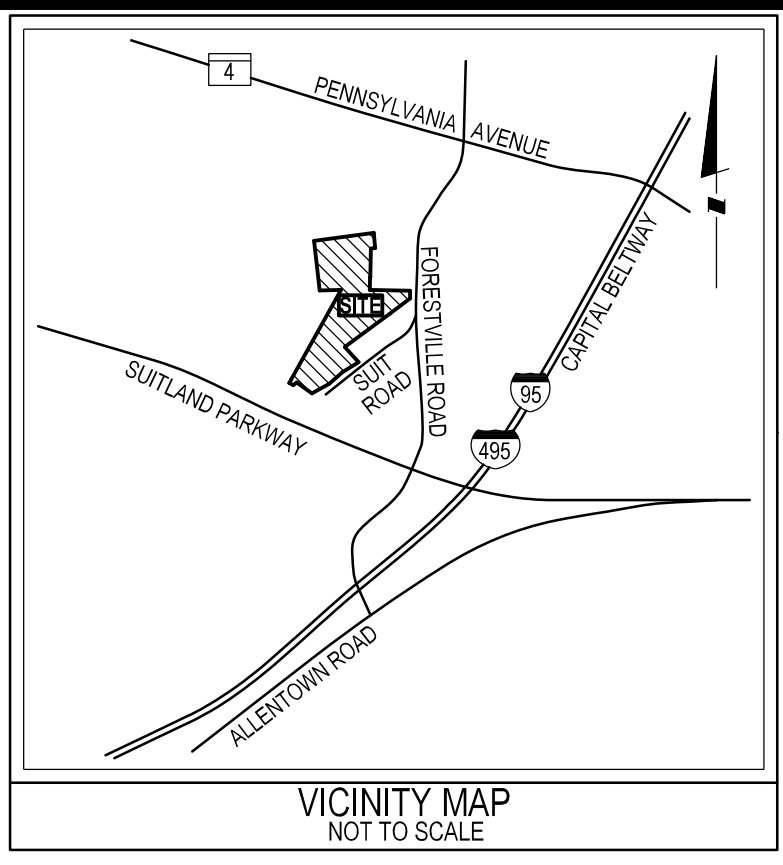 4
PENNSYLVANIA AVENUE
FORESTVILLE ROAD
CAPITAL BELTWAY
SITE
SUIT
ROAD
SUITLAND PARKWAY
95
495
ALLENTOWN ROAD
VICINITY MAP
NOT TO SCALE